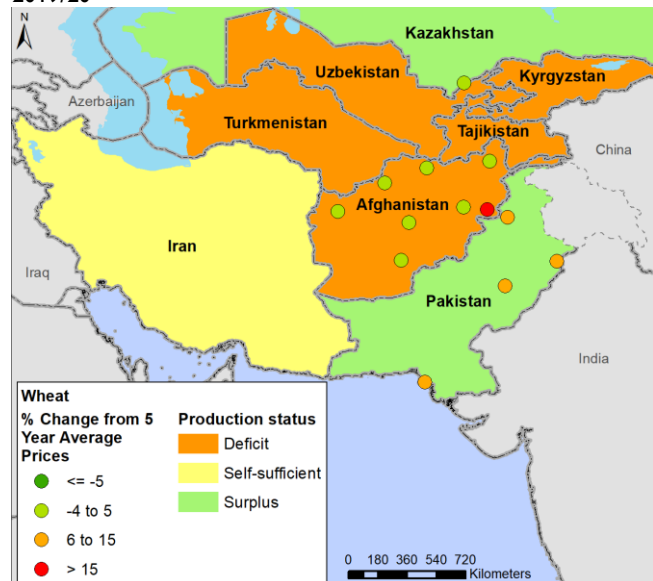 2019/20
N
Kazakhstan
Uzbekistan
Kyrgyzstan
Azerbaijan
Turkmenistan
Tajikistan
China
Afghanistan
Iran
Iraq
Pakistan
India
Wheat
% Change from 5
Year Average
Prices
<= -5
-4 to 5
6 to 15
> 15
Production status
Deficit
Self-sufficient
Surplus
0 180 360 540 720
Kilometers